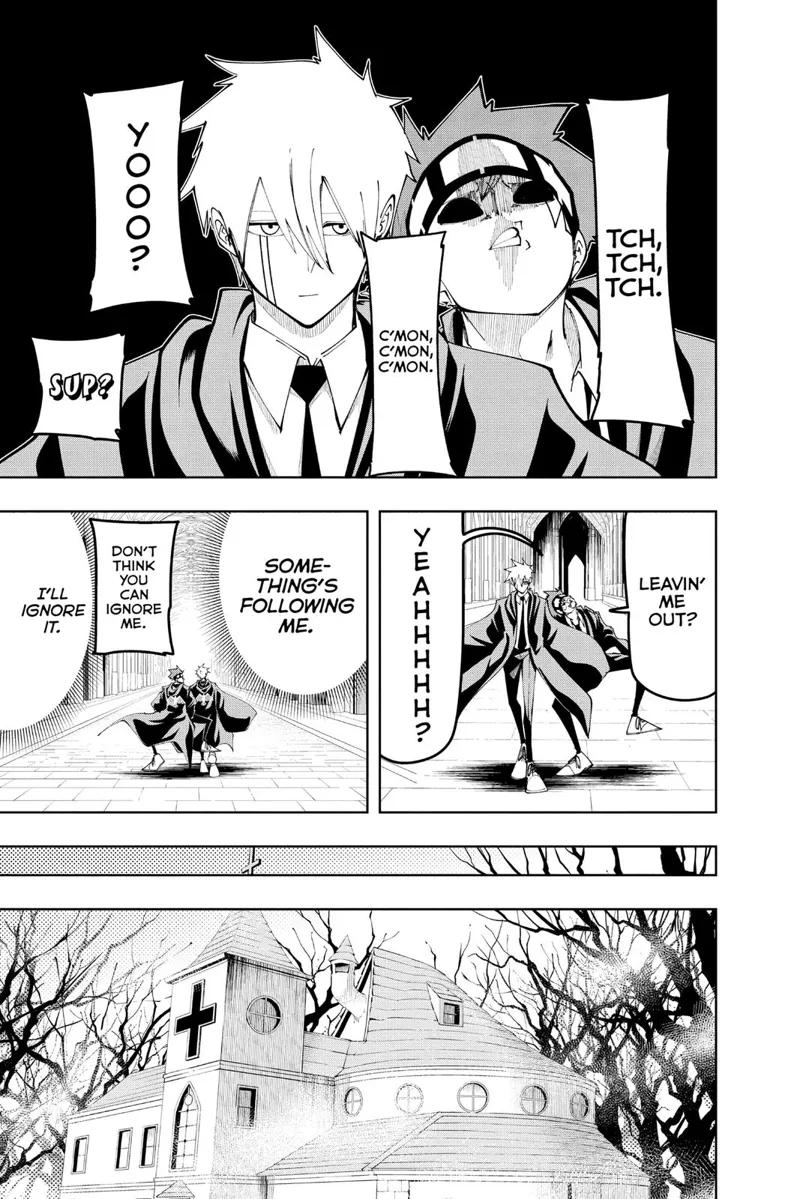 TCH,
TCH,
TCH.
C'MON,
C'MON,
C'MON.
YOOO?
SUP?
LEAVIN'
ME
OUT?
YEAHHHHH?
SOME-
THING'S
FOLLOWING
ME.
DON'T
THINK
YOU
CAN
IGNORE
ME.
I'LL
IGNORE
IT.